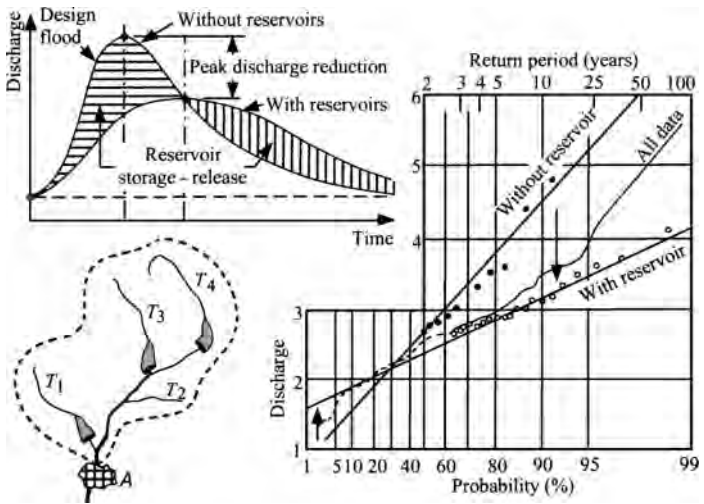 Design
flood
Without reservoirs
Discharge
Peak discharge reduction
With reservoirs
Reservoir
storage - release
Time
T1
T2
T3
T4
A
Return period (years)
2 3 4 5 10 25 50 100
6
5
4
3
2
1
Discharge
Without reservoir
All data
With reservoir
1 5 10 20 40 60 80 90 95 99
Probability (%)